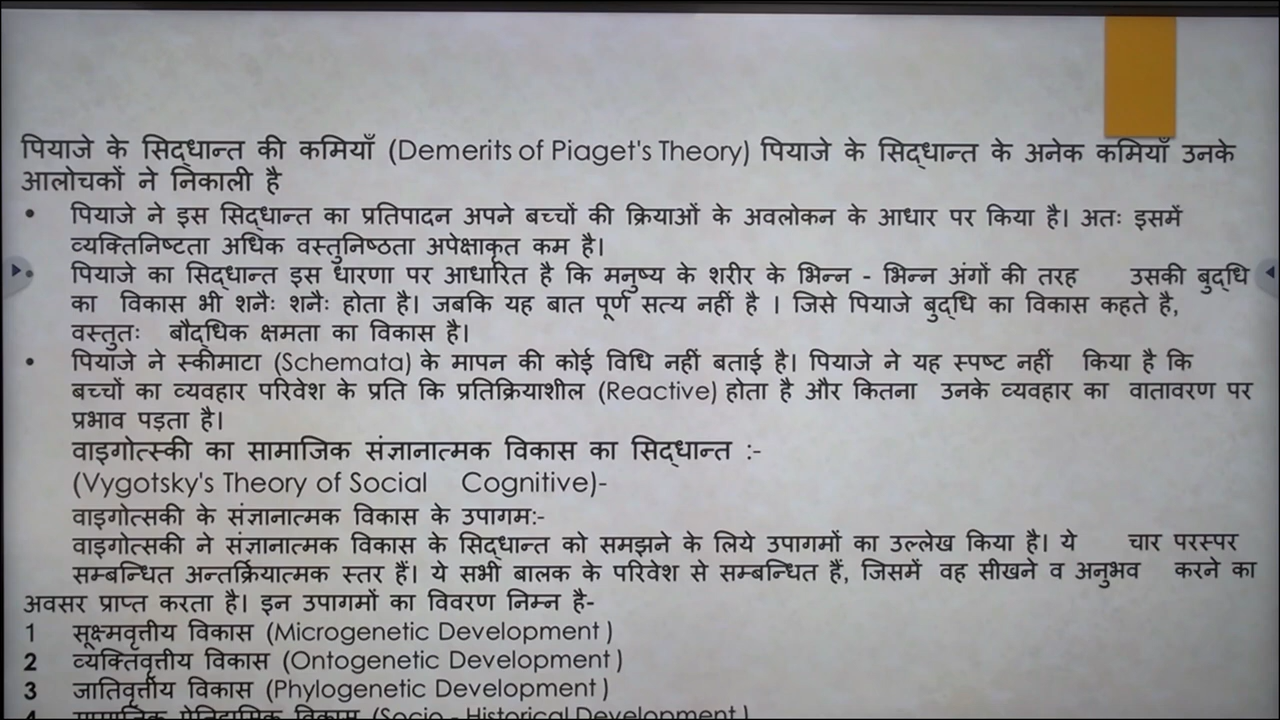 पियाजे के सिद्धान्त की कमियाँ (Demerits of Piaget's Theory) पियाजे के सिद्धान्त के अनेक कमियाँ उनके
आलोचकों ने निकाली है
• पियाजे ने इस सिद्धान्त का प्रतिपादन अपने बच्चों की क्रियाओं के अवलोकन के आधार पर किया है। अतः इसमें
व्यक्तिनिष्टता अधिक वस्तुनिष्ठता अपेक्षाकृत कम है।
• पियाजे का सिद्धान्त इस धारणा पर आधारित है कि मनुष्य के शरीर के भिन्न - भिन्न अंगों की तरह उसकी बुद्धि
का विकास भी शनैः शनैः होता है। जबकि यह बात पूर्ण सत्य नहीं है । जिसे पियाजे बुद्धि का विकास कहते है,
वस्तुतः बौद्धिक क्षमता का विकास है।
• पियाजे ने स्कीमाटा (Schemata) के मापन की कोई विधि नहीं बताई है। पियाजे ने यह स्पष्ट नहीं किया है कि
बच्चों का व्यवहार परिवेश के प्रति कि प्रतिक्रियाशील (Reactive) होता है और कितना उनके व्यवहार का वातावरण पर
प्रभाव पड़ता है।
वाइगोत्स्की का सामाजिक संज्ञानात्मक विकास का सिद्धान्त :-
(Vygotsky's Theory of Social Cognitive)-
वाइगोत्सकी के संज्ञानात्मक विकास के उपागम:-
वाइगोत्सकी ने संज्ञानात्मक विकास के सिद्धान्त को समझने के लिये उपागमों का उल्लेख किया है। ये चार परस्पर
सम्बन्धित अन्तर्क्रियात्मक स्तर हैं। ये सभी बालक के परिवेश से सम्बन्धित हैं, जिसमें वह सीखने व अनुभव करने का
अवसर प्राप्त करता है। इन उपागमों का विवरण निम्न है-
1 सूक्ष्मवृत्तीय विकास (Microgenetic Development )
2 व्यक्तिवृत्तीय विकास (Ontogenetic Development )
3 जातिवृत्तीय विकास (Phylogenetic Development )
4 सामाजिक ऐतिहासिक विकास (Socio - Historical Development )